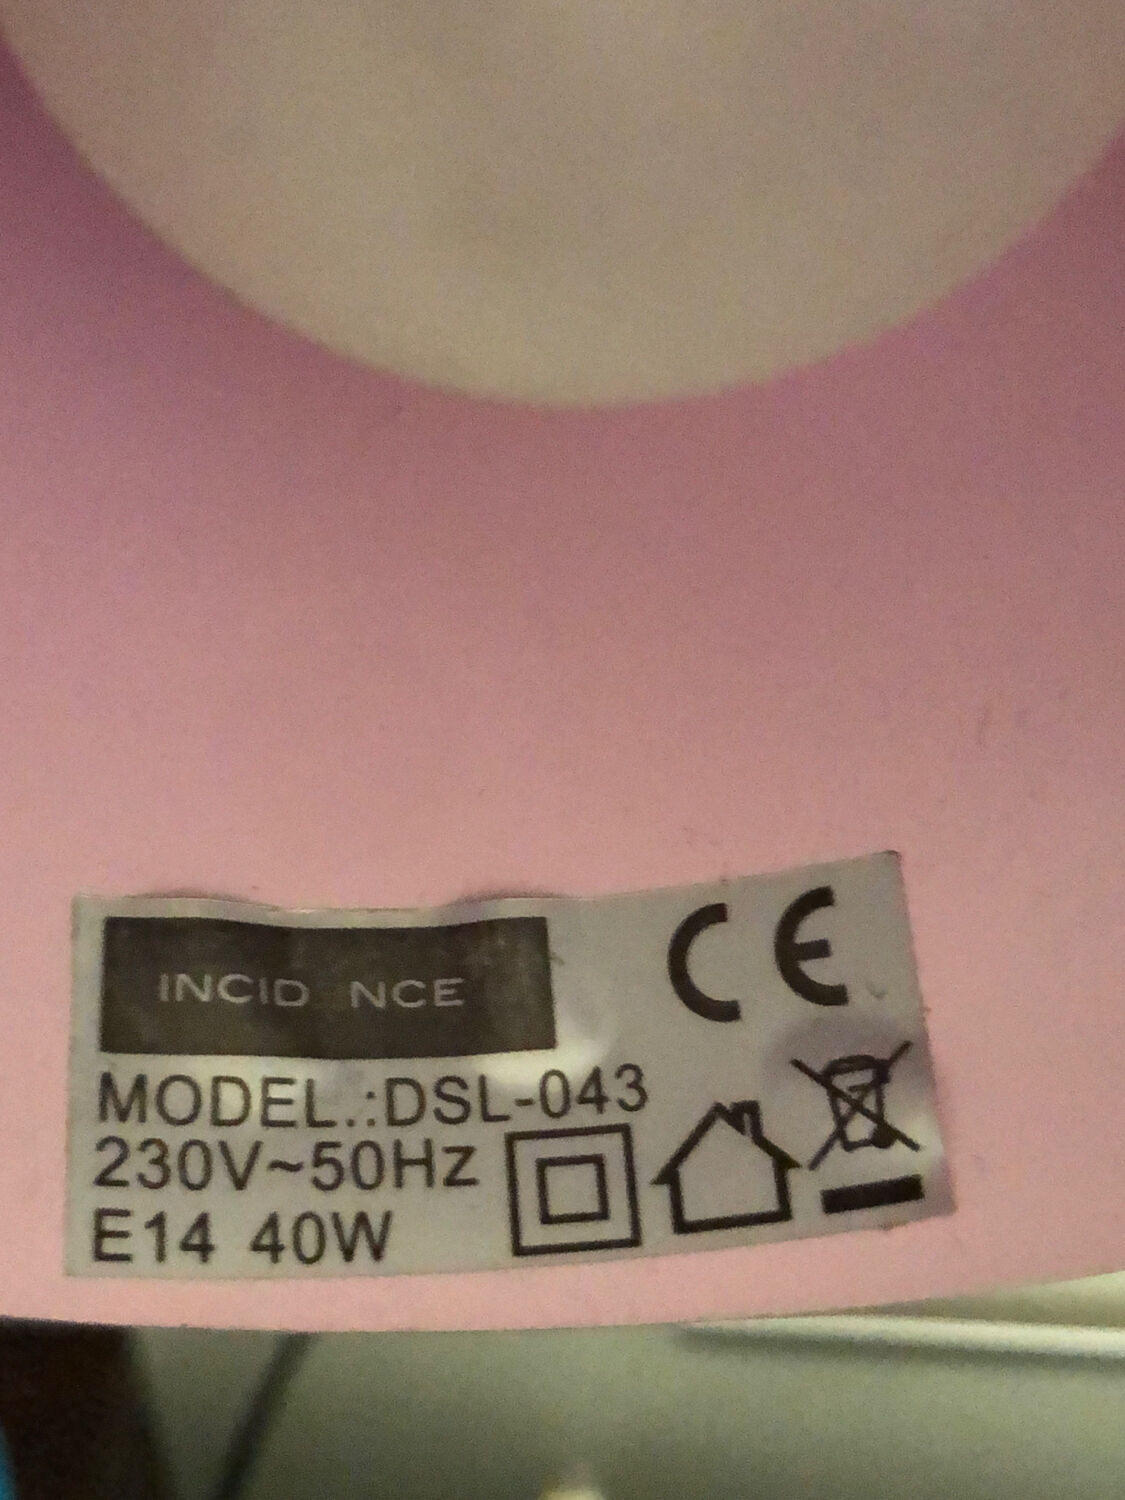 INCID NCE
CE
MODEL.:DSL-043
230V~50Hz
E14 40W